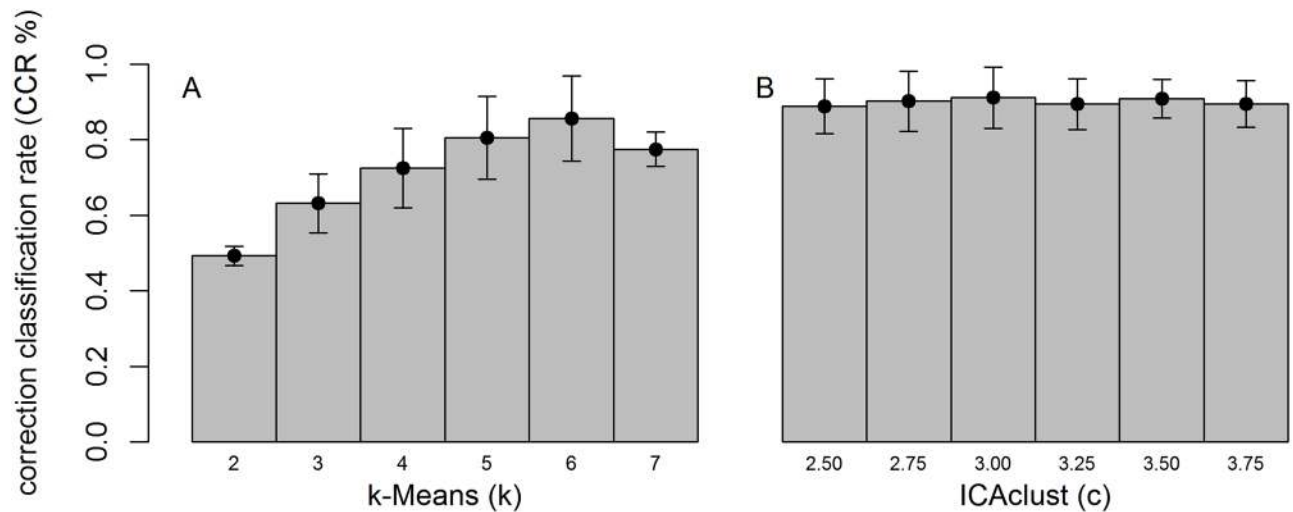 correction classification rate (CCR %)
1.0
0.8
0.6
0.4
0.2
0.0
A
2 3 4 5 6 7
k-Means (k)
B
2.50 2.75 3.00 3.25 3.50 3.75
ICAclust (c)